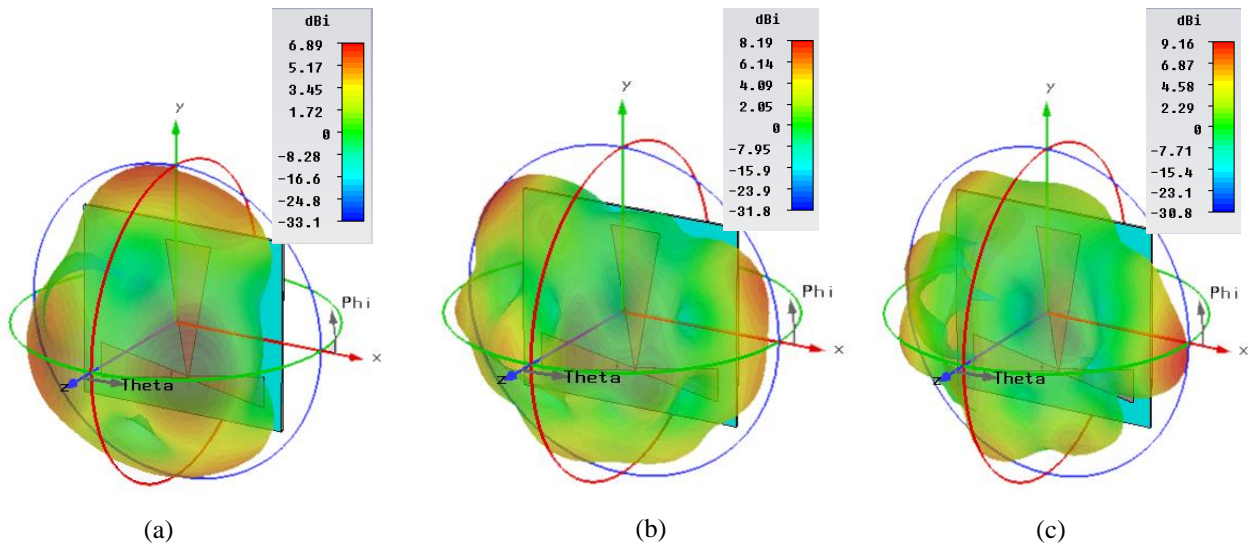 dBi
6.89
5.17
3.45
1.72
0
-8.28
-16.6
-24.8
-33.1
y
Phi
x
z
Theta
(a)
dBi
8.19
6.14
4.09
2.05
0
-7.95
-15.9
-23.9
-31.8
y
Phi
x
z
Theta
(b)
dBi
9.16
6.87
4.58
2.29
0
-7.71
-15.4
-23.1
-30.8
y
Phi
x
z
Theta
(c)